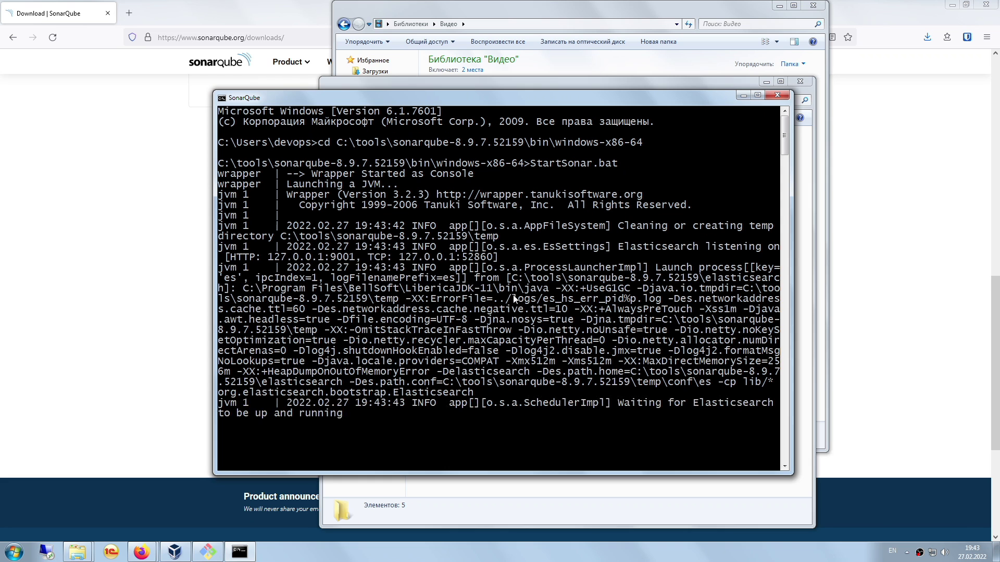 Download | SonarQube
https://www.sonarqube.org/downloads/
sonarqube
Product
Библиотеки
Видео
Поиск: Видео
Упорядочить
Общий доступ
Воспроизвести все
Записать на оптический диск
Новая папка
Избранное
Загрузки
Библиотека "Видео"
Включает: 2 места
Упорядочить: Папка
SonarQube
Microsoft Windows [Version 6.1.7601]
(c) Корпорация Майкрософт (Microsoft Corp.), 2009. Все права защищены.
C:\Users\devops>cd C:\tools\sonarqube-8.9.7.52159\bin\windows-x86-64
C:\tools\sonarqube-8.9.7.52159\bin\windows-x86-64>StartSonar.bat
wrapper  | --> Wrapper Started as Console
wrapper  | Launching a JVM...
jvm 1    | Wrapper (Version 3.2.3) http://wrapper.tanukisoftware.org
jvm 1    |   Copyright 1999-2006 Tanuki Software, Inc.  All Rights Reserved.
jvm 1    |
jvm 1    | 2022.02.27 19:43:42 INFO  app[][o.s.a.AppFileSystem] Cleaning or creating temp
directory C:\tools\sonarqube-8.9.7.52159\temp
jvm 1    | 2022.02.27 19:43:43 INFO  app[][o.s.a.es.EsSettings] Elasticsearch listening on
[HTTP: 127.0.0.1:9001, TCP: 127.0.0.1:52860]
jvm 1    | 2022.02.27 19:43:43 INFO  app[][o.s.a.ProcessLauncherImpl] Launch process[[key=
'es', ipcIndex=1, logFilenamePrefix=es]] from [C:\tools\sonarqube-8.9.7.52159\elasticsearc
h]: C:\Program Files\BellSoft\LibericaJDK-11\bin\java -XX:+UseG1GC -Djava.io.tmpdir=C:\too
ls\sonarqube-8.9.7.52159\temp -XX:ErrorFile=../logs/es_hs_err_pid%p.log -Des.networkaddres
s.cache.ttl=60 -Des.networkaddress.cache.negative.ttl=10 -XX:+AlwaysPreTouch -Xss1m -Djava
.awt.headless=true -Dfile.encoding=UTF-8 -Djna.nosys=true -Djna.tmpdir=C:\tools\sonarqube-
8.9.7.52159\temp -XX:-OmitStackTraceInFastThrow -Dio.netty.noUnsafe=true -Dio.netty.noKeyS
etOptimization=true -Dio.netty.recycler.maxCapacityPerThread=0 -Dio.netty.allocator.numDir
ectArenas=0 -Dlog4j.shutdownHookEnabled=false -Dlog4j2.disable.jmx=true -Dlog4j2.formatMsg
NoLookups=true -Djava.locale.providers=COMPAT -Xmx512m -Xms512m -XX:MaxDirectMemorySize=25
6m -XX:+HeapDumpOnOutOfMemoryError -Delasticsearch -Des.path.home=C:\tools\sonarqube-8.9.7
.52159\elasticsearch -Des.path.conf=C:\tools\sonarqube-8.9.7.52159\temp\conf\es -cp lib/*
org.elasticsearch.bootstrap.Elasticsearch
jvm 1    | 2022.02.27 19:43:43 INFO  app[][o.s.a.SchedulerImpl] Waiting for Elasticsearch
to be up and running
Product announce
We will never share your em
Элементов: 5
EN
19:43
27.02.2022